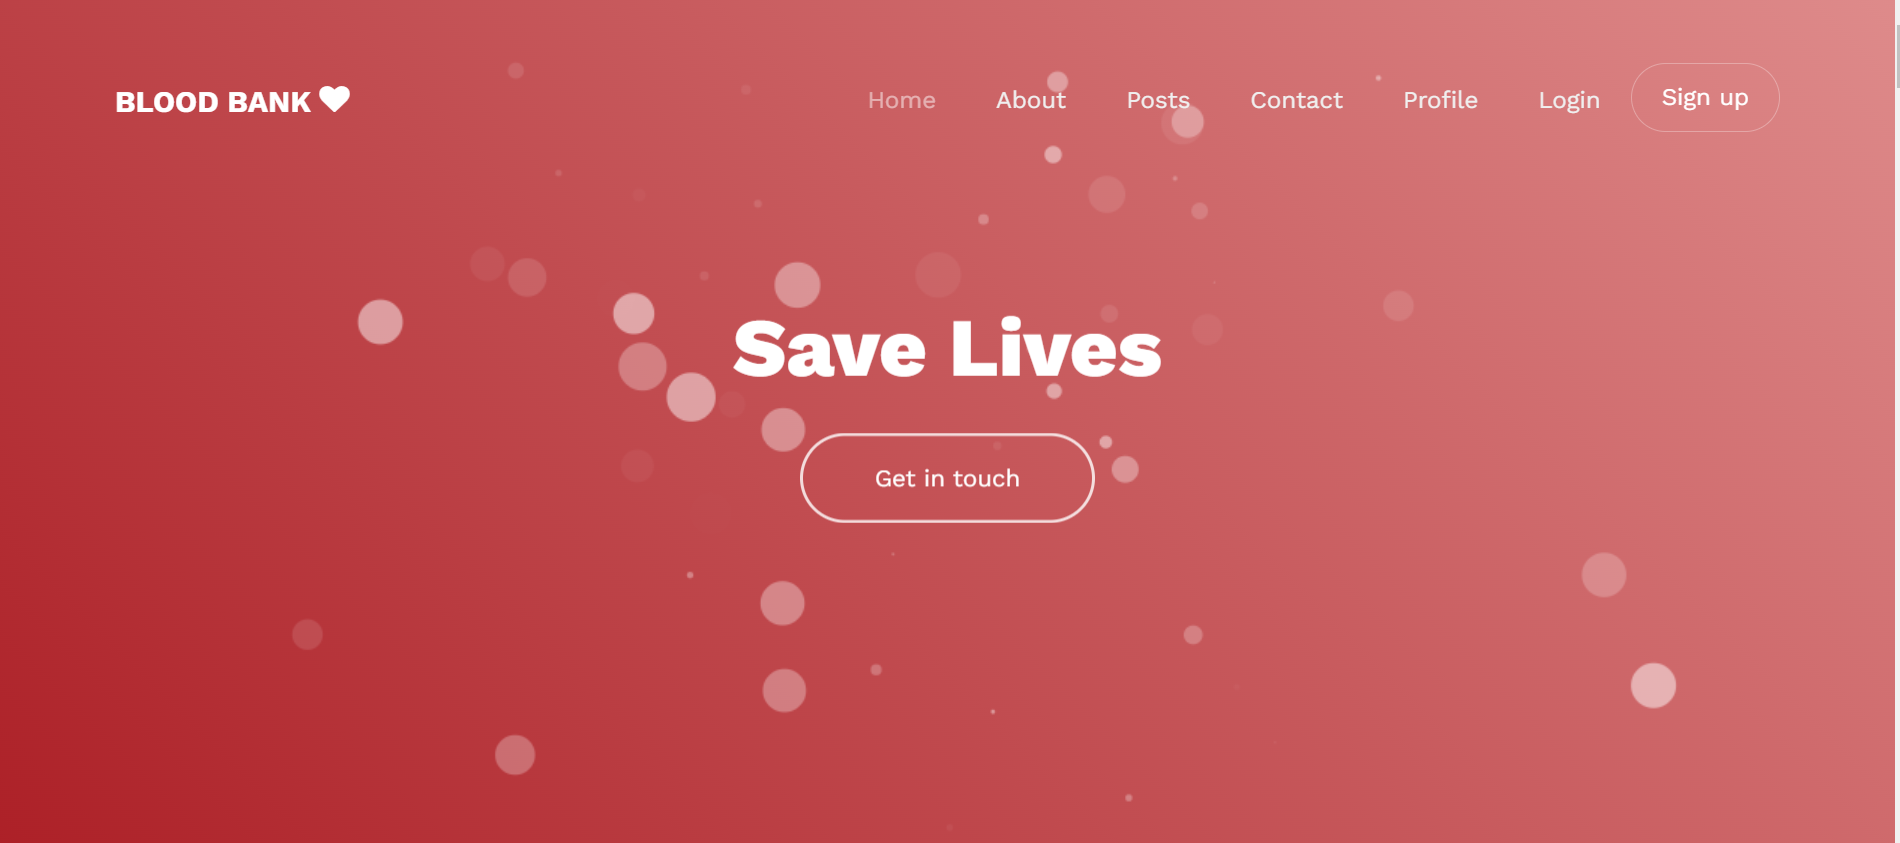 BLOOD BANK
Home About Posts Contact Profile Login Sign up
Save Lives
Get in touch